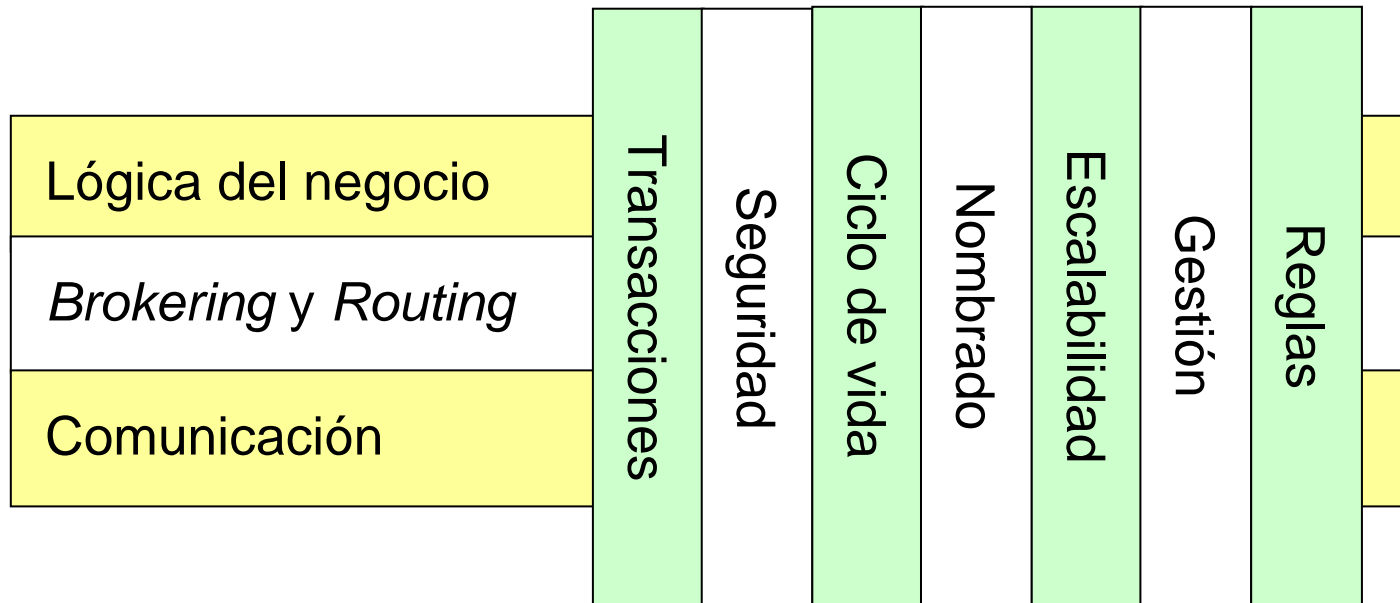 Lógica del negocio
Brokering y Routing
Comunicación
Transacciones
Seguridad
Ciclo de vida
Nombrado
Escalabilidad
Gestión
Reglas